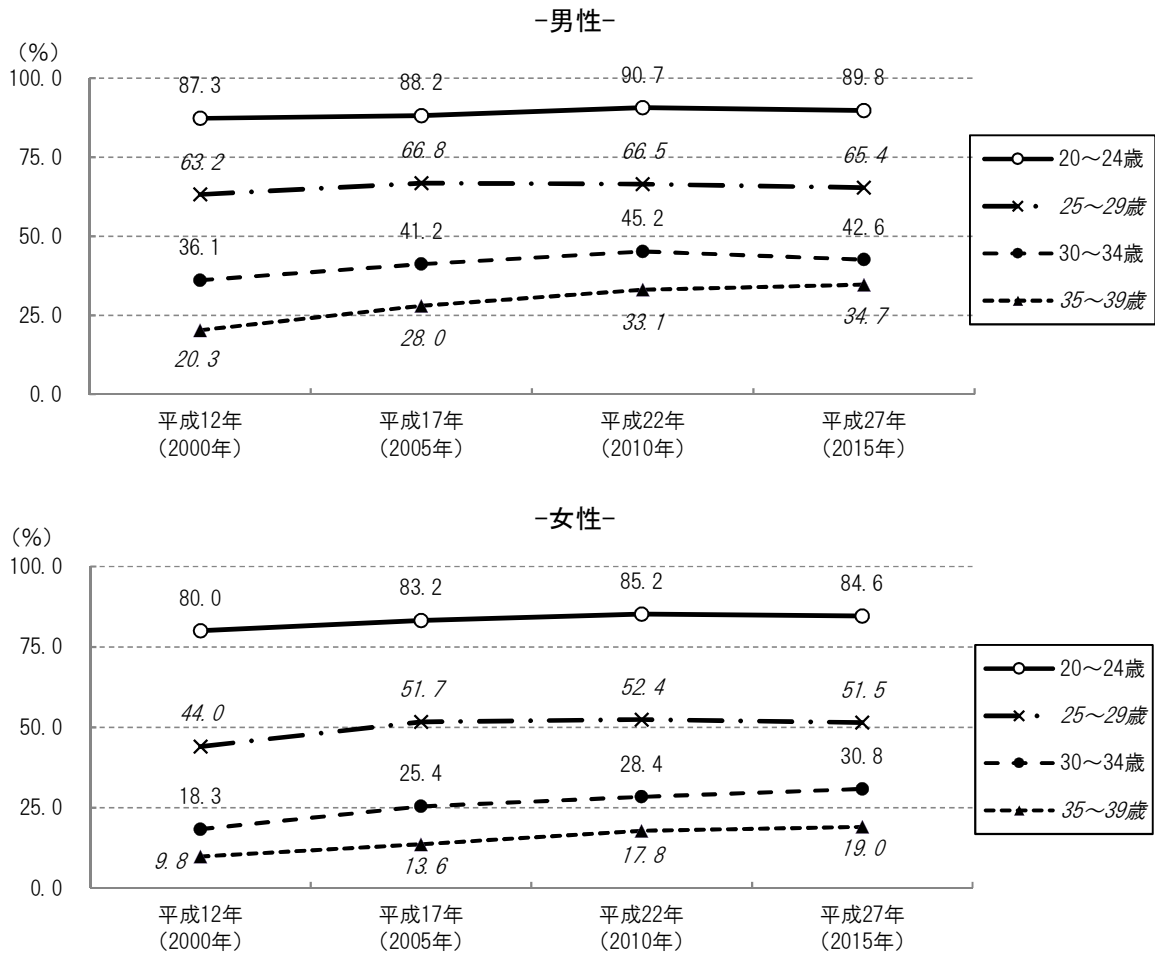 -男性-
(%)
100.0
75.0
50.0
25.0
0.0
87.3 88.2 90.7 89.8
63.2 66.8 66.5 65.4
36.1 41.2 45.2 42.6
20.3 28.0 33.1 34.7
平成12年 平成17年 平成22年 平成27年
(2000年) (2005年) (2010年) (2015年)
20~24歳
25~29歳
30~34歳
35~39歳
-女性-
(%)
100.0
75.0
50.0
25.0
0.0
80.0 83.2 85.2 84.6
44.0 51.7 52.4 51.5
18.3 25.4 28.4 30.8
9.8 13.6 17.8 19.0
平成12年 平成17年 平成22年 平成27年
(2000年) (2005年) (2010年) (2015年)
20~24歳
25~29歳
30~34歳
35~39歳